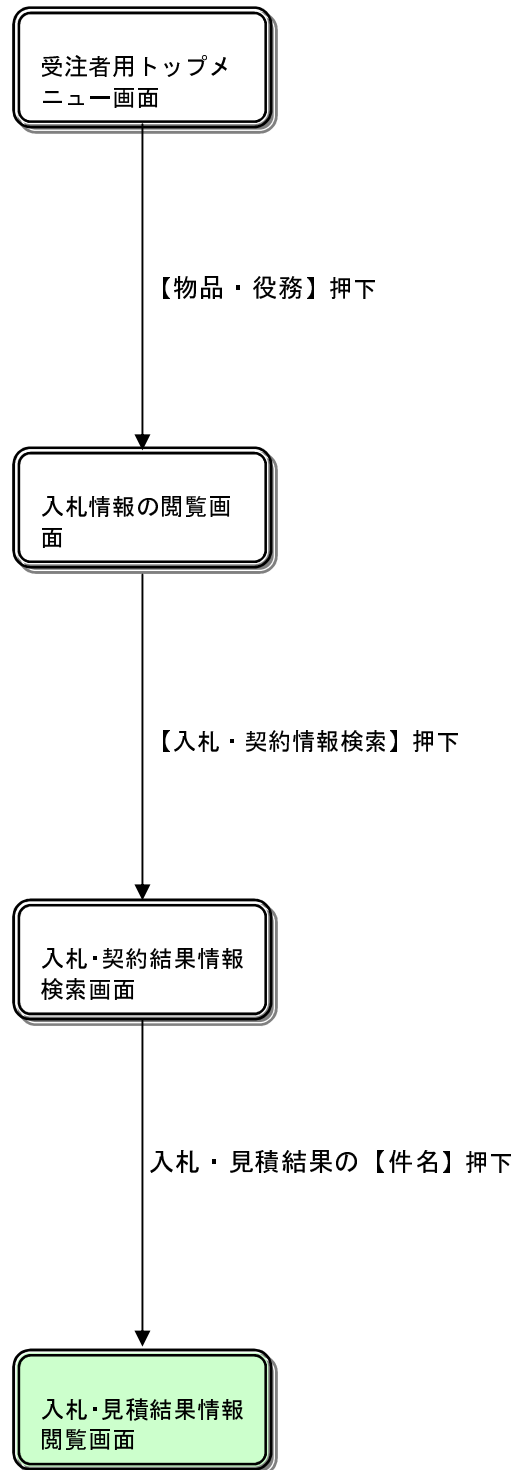 受注者用トップメ
ニュー画面
【物品・役務】押下
入札情報の閲覧画
面
【入札・契約情報検索】押下
入札・契約結果情報
検索画面
入札・見積結果の【件名】押下
入札・見積結果情報
閲覧画面